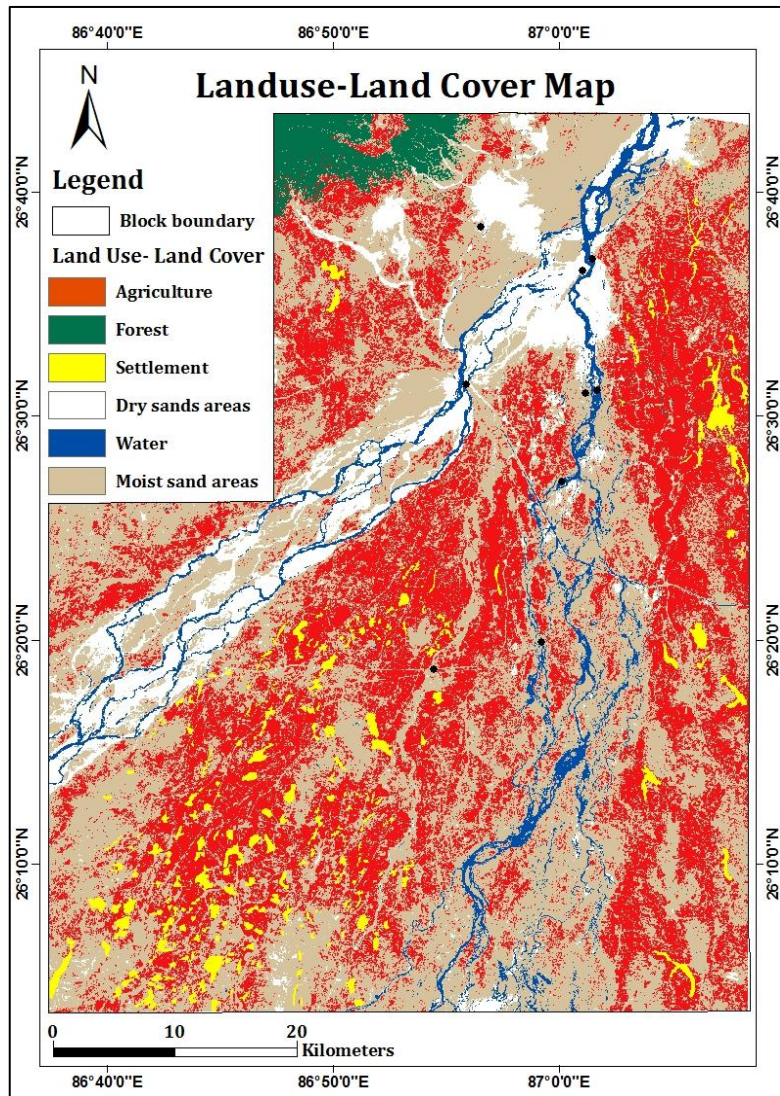 86°40'0"E 86°50'0"E 87°0'0"E
N
Landuse-Land Cover Map
Legend
Block boundary
Land Use- Land Cover
Agriculture
Forest
Settlement
Dry sands areas
Water
Moist sand areas
26°40'0"N 26°40'0"N
26°30'0"N 26°30'0"N
26°20'0"N 26°20'0"N
26°10'0"N 26°10'0"N
0 10 20
Kilometers
86°40'0"E 86°50'0"E 87°0'0"E